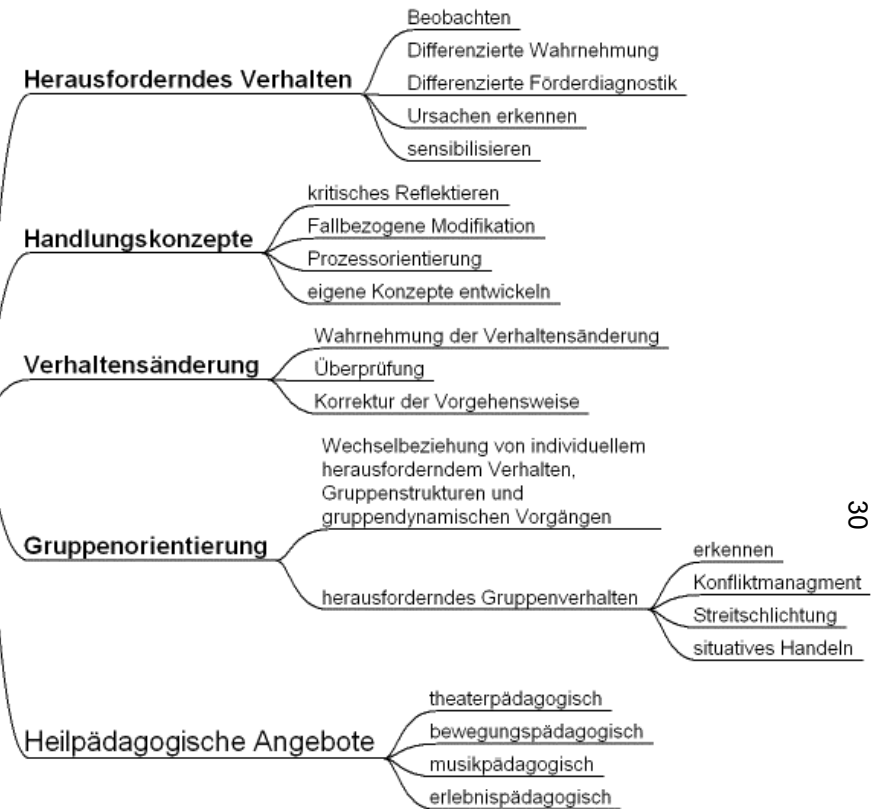 Herausforderndes Verhalten
Beobachten
Differenzierte Wahrnehmung
Differenzierte Förderdiagnostik
Ursachen erkennen
sensibilisieren
Handlungskonzepte
kritisches Reflektieren
Fallbezogene Modifikation
Prozessorientierung
eigene Konzepte entwickeln
Verhaltensänderung
Wahrnehmung der Verhaltensänderung
Überprüfung
Korrektur der Vorgehensweise
Gruppenorientierung
Wechselbeziehung von individuellem
herausforderndem Verhalten,
Gruppenstrukturen und
gruppendynamischen Vorgängen
herausforderndes Gruppenverhalten
erkennen
Konfliktmanagment
Streitschlichtung
situatives Handeln
Heilpädagogische Angebote
theaterpädagogisch
bewegungspädagogisch
musikpädagogisch
erlebnispädagogisch
30